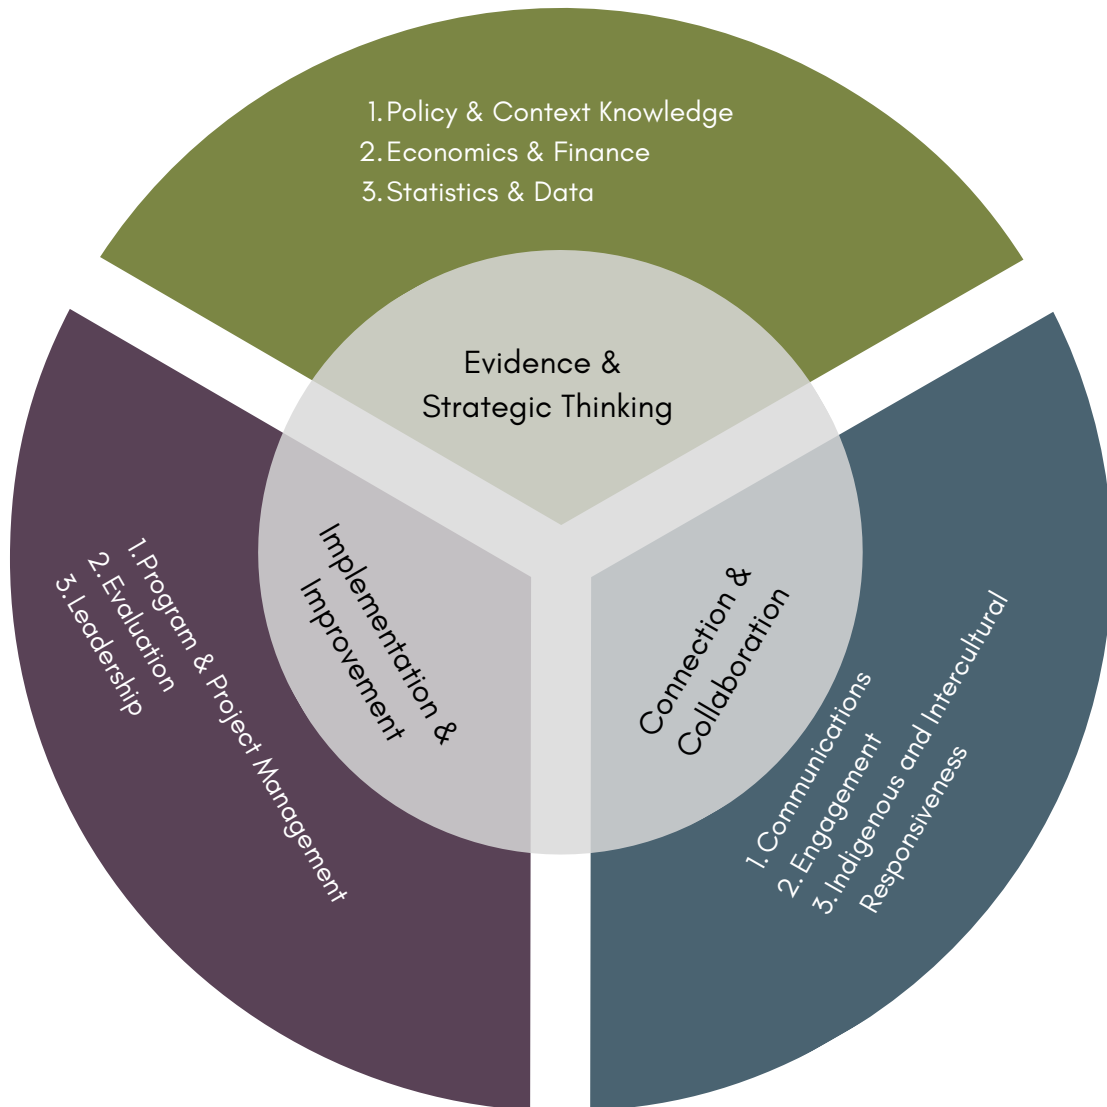 1. Policy & Context Knowledge
2. Economics & Finance
3. Statistics & Data
Evidence &
Strategic Thinking
Implementation &
Improvement
Connection &
Collaboration
1. Program & Project Management
2. Evaluation
3. Leadership
1. Communications
2. Engagement
3. Indigenous and Intercultural
Responsiveness